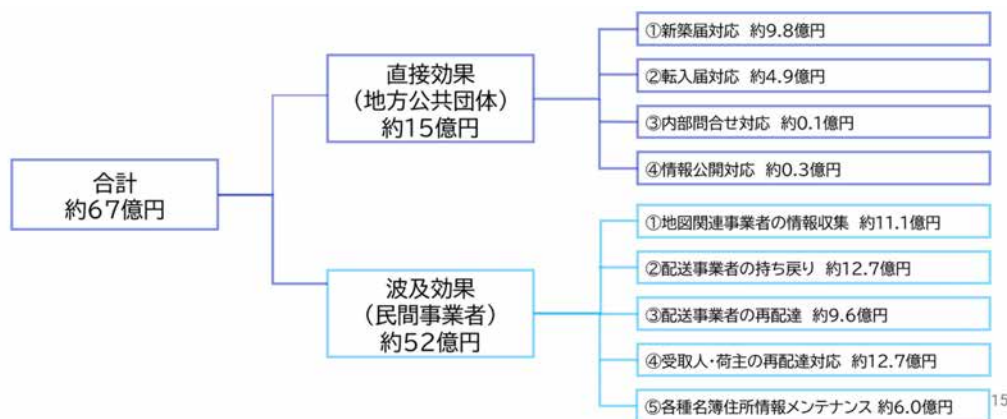 合計
約67億円
直接効果
（地方公共団体）
約15億円
①新築届対応 約9.8億円
②転入届対応 約4.9億円
③内部問合せ対応 約0.1億円
④情報公開対応 約0.3億円
波及効果
（民間事業者）
約52億円
①地図関連事業者の情報収集 約11.1億円
②配送事業者の持ち戻り 約12.7億円
③配送事業者の再配達 約9.6億円
④受取人・荷主の再配達対応 約12.7億円
⑤各種名簿住所情報メンテナンス 約6.0億円
15